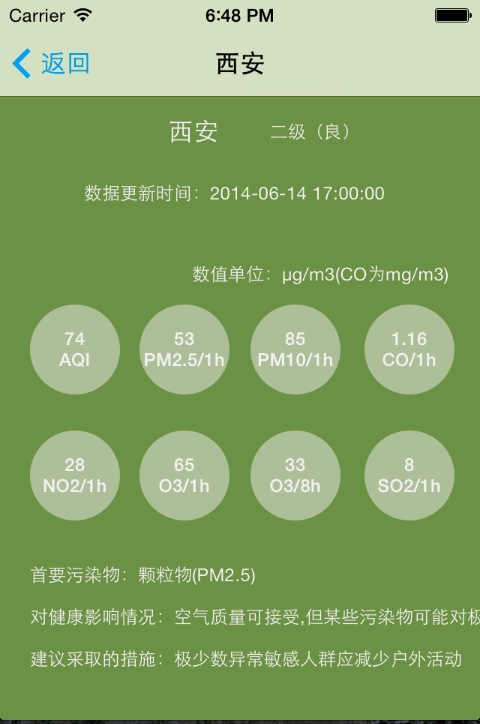 Carrier 6:48 PM
返回 西安
西安 二级（良）
数据更新时间：2014-06-14 17:00:00
数值单位：μg/m3(CO为mg/m3)
74 53 85 1.16
AQI PM2.5/1h PM10/1h CO/1h
28 65 33 8
NO2/1h O3/1h O3/8h SO2/1h
首要污染物：颗粒物(PM2.5)
对健康影响情况：空气质量可接受,但某些污染物可能对极
建议采取的措施：极少数异常敏感人群应减少户外活动